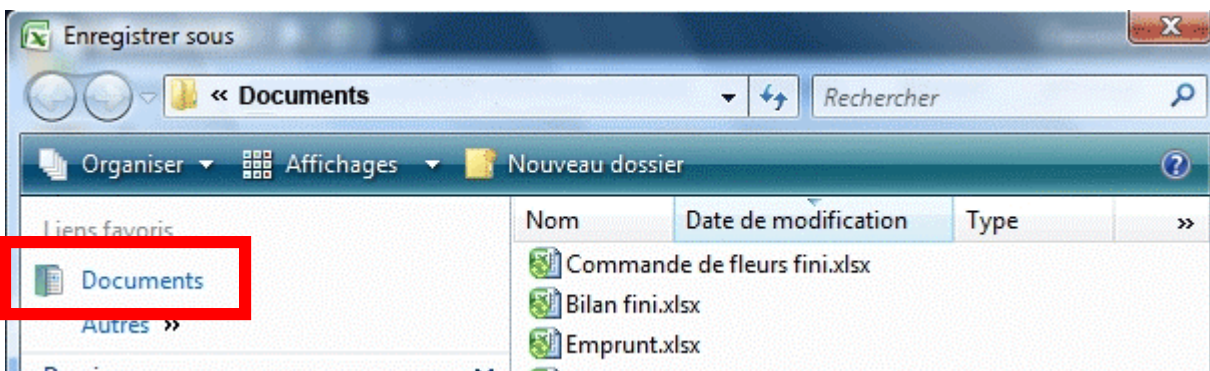 Enregistrer sous
« Documents
Rechercher
Organiser
Affichages
Nouveau dossier
Liens favoris
Documents
Autres »
Nom Date de modification Type »
Commande de fleurs fini.xlsx
Bilan fini.xlsx
Emprunt.xlsx